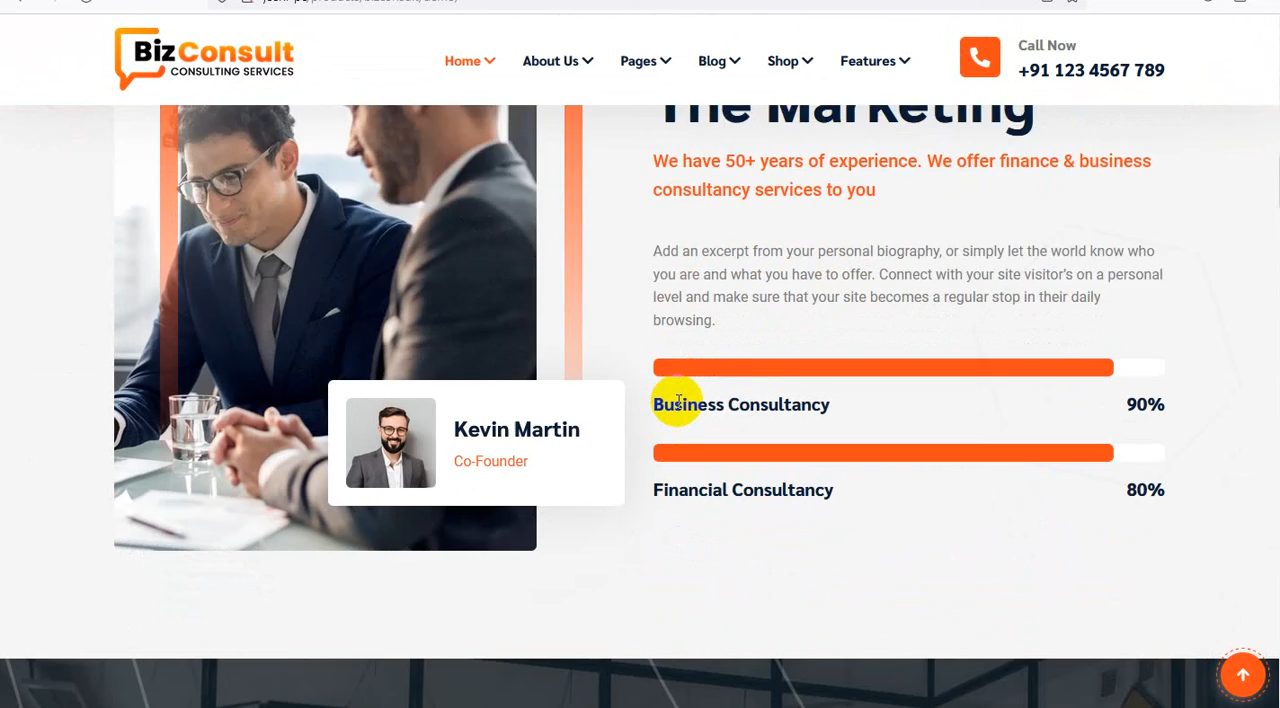 BizConsult
CONSULTING SERVICES
Home
About Us
Pages
Blog
Shop
Features
Call Now
+91 123 4567 789
The Marketing
We have 50+ years of experience. We offer finance & business
consultancy services to you
Add an excerpt from your personal biography, or simply let the world know who
you are and what you have to offer. Connect with your site visitor's on a personal
level and make sure that your site becomes a regular stop in their daily
browsing.
Business Consultancy 90%
Financial Consultancy 80%
Kevin Martin
Co-Founder